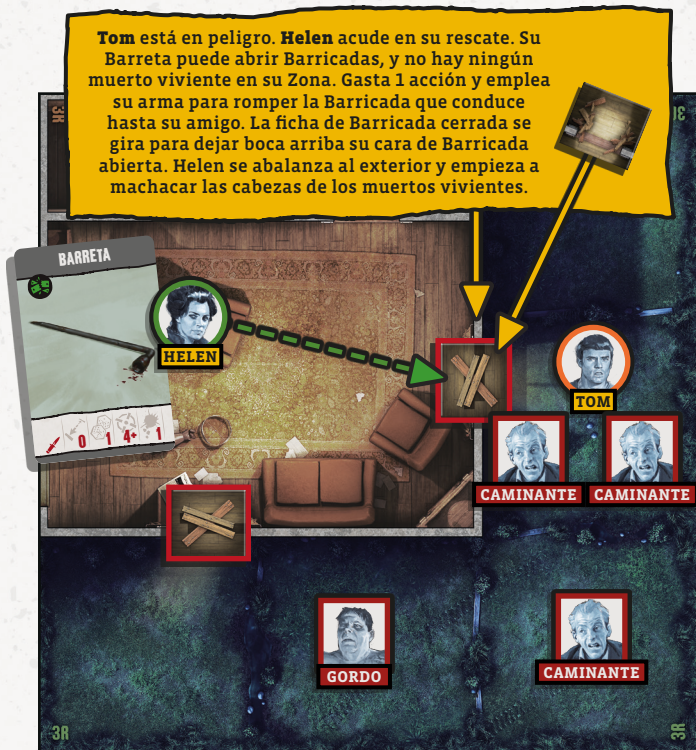 Tom está en peligro. Helen acude en su rescate. Su
Barreta puede abrir Barricadas, y no hay ningún
muerto viviente en su Zona. Gasta 1 acción y emplea
su arma para romper la Barricada que conduce
hasta su amigo. La ficha de Barricada cerrada se
gira para dejar boca arriba su cara de Barricada
abierta. Helen se abalanza al exterior y empieza a
machacar las cabezas de los muertos vivientes.
3R
3R
BARRETA
HELEN
TOM
0 1 4+ 1
CAMINANTE
CAMINANTE
GORDO
CAMINANTE
3R
3R